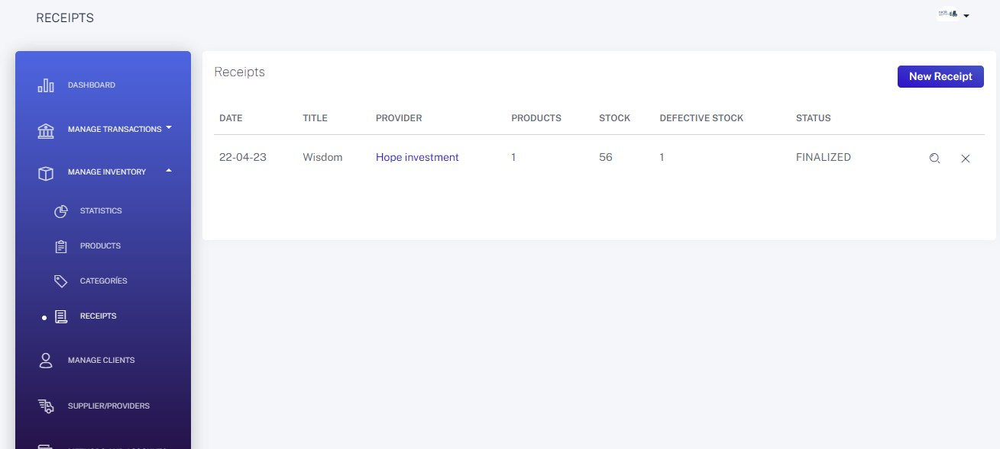 RECEIPTS
DASHBOARD
MANAGE TRANSACTIONS
MANAGE INVENTORY
STATISTICS
PRODUCTS
CATEGORÍES
RECEIPTS
MANAGE CLIENTS
SUPPLIER/PROVIDERS
Receipts
New Receipt
DATE TITLE PROVIDER PRODUCTS STOCK DEFECTIVE STOCK STATUS
22-04-23 Wisdom Hope investment 1 56 1 FINALIZED